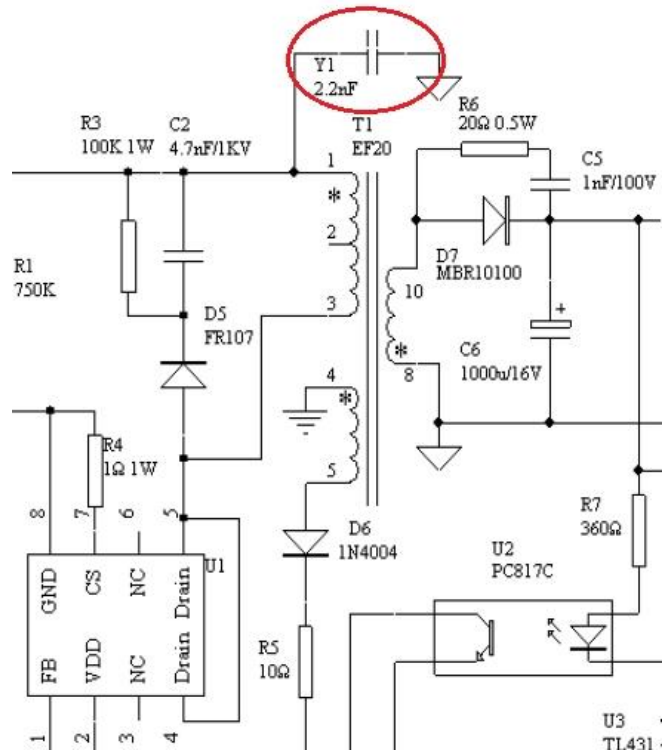 Y1
2.2nF
R3
100K 1W
C2
4.7nF/1KV
T1
EF20
R6
20Ω 0.5W
C5
1nF/100V
1
*
2
3
R1
750K
D5
FR107
D7
MBR10100
10
*
8
+
C6
1000u/16V
4
*
5
R4
1Ω 1W
8
7
6
5
U1
GND
CS
NC
Drain
FB
VDD
NC
Drain
1
2
3
4
D6
1N4004
R5
10Ω
R7
360Ω
U2
PC817C
U3
TL431